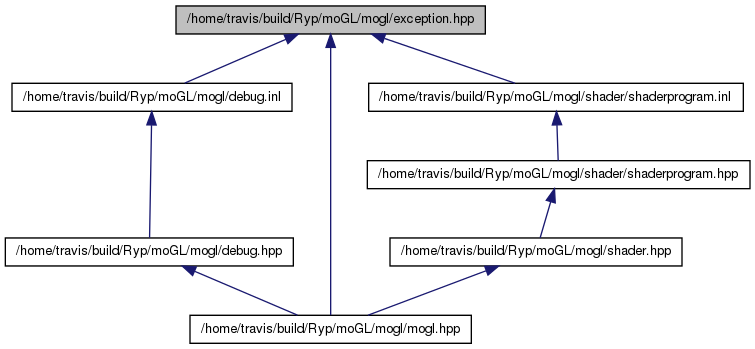 /home/travis/build/Ryp/moGL/mogl/exception.hpp
/home/travis/build/Ryp/moGL/mogl/debug.inl
/home/travis/build/Ryp/moGL/mogl/shader/shaderprogram.inl
/home/travis/build/Ryp/moGL/mogl/shader/shaderprogram.hpp
/home/travis/build/Ryp/moGL/mogl/debug.hpp
/home/travis/build/Ryp/moGL/mogl/shader.hpp
/home/travis/build/Ryp/moGL/mogl/mogl.hpp